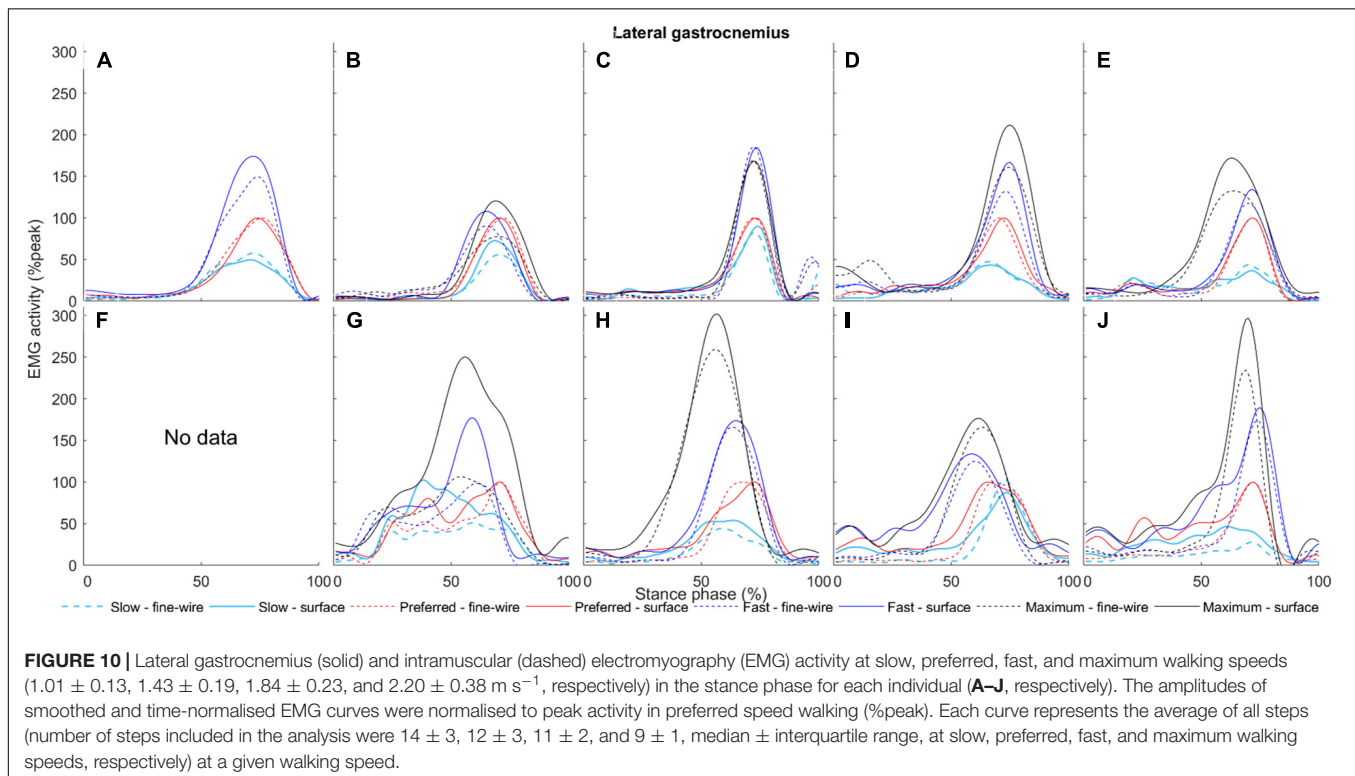 Lateral gastrocnemius
A B C D E
300
250
200
150
100
50
0
EMG activity (%peak)
F G H I J
No data
300
250
200
150
100
50
0
0 50 100 50 100 50 100 50 100 50 100
Stance phase (%)
Slow - fine-wire Slow - surface Preferred - fine-wire Preferred - surface Fast - fine-wire Fast - surface Maximum - fine-wire Maximum - surface
FIGURE 10 | Lateral gastrocnemius (solid) and intramuscular (dashed) electromyography (EMG) activity at slow, preferred, fast, and maximum walking speeds
(1.01 ± 0.13, 1.43 ± 0.19, 1.84 ± 0.23, and 2.20 ± 0.38 m s⁻¹, respectively) in the stance phase for each individual (A–J, respectively). The amplitudes of
smoothed and time-normalised EMG curves were normalised to peak activity in preferred speed walking (%peak). Each curve represents the average of all steps
(number of steps included in the analysis were 14 ± 3, 12 ± 3, 11 ± 2, and 9 ± 1, median ± interquartile range, at slow, preferred, fast, and maximum walking
speeds, respectively) at a given walking speed.